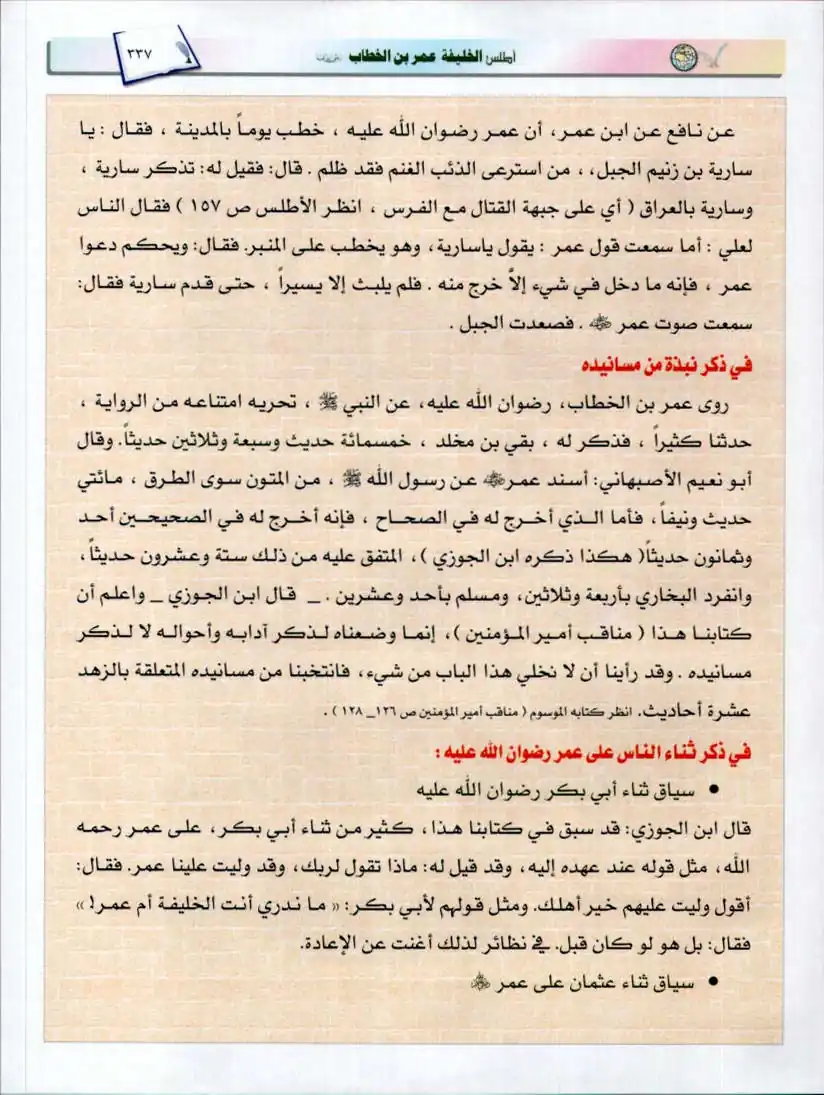 أطلس الخليفة عمر بن الخطاب
٣٣٧
عن نافع عن ابن عمر، أن عمر رضوان الله عليه ، خطب يوماً بالمدينة ، فقال : يا
سارية بن زنيم الجبل،، من استرعى الذئب الغنم فقد ظلم . قال: فقيل له: تذكر سارية ،
وسارية بالعراق ( أي على جبهة القتال مع الفرس ، انظر الأطلس ص ١٥٧ ) فقال الناس
لعلي : أما سمعت قول عمر : يقول ياسارية، وهو يخطب على المنبر. فقال: ويحكم دعوا
عمر ، فإنه ما دخل في شيء إلاَّ خرج منه . فلم يلبث إلا يسيراً ، حتى قدم سارية فقال:
سمعت صوت عمر رضي الله عنه . فصعدت الجبل .
في ذكر نبذة من مسانيده
روى عمر بن الخطاب، رضوان الله عليه، عن النبي ﷺ ، تحريه امتناعه من الرواية ،
حدثنا كثيراً ، فذكر له ، بقي بن مخلد ، خمسمائة حديث وسبعة وثلاثين حديثاً. وقال
أبو نعيم الأصبهاني: أسند عمر رضي الله عنه عن رسول الله ﷺ ، من المتون سوى الطرق ، مائتي
حديث ونيفاً، فأما الذي أخرج له في الصحاح ، فإنه أخرج له في الصحيحين أحد
وثمانون حديثاً( هكذا ذكره ابن الجوزي )، المتفق عليه من ذلك ستة وعشرون حديثاً،
وانفرد البخاري بأربعة وثلاثين، ومسلم بأحد وعشرين . _ قال ابن الجوزي _ واعلم أن
كتابنا هذا ( مناقب أمير المؤمنين )، إنما وضعناه لذكر آدابه وأحواله لا لذكر
مسانيده . وقد رأينا أن لا نخلي هذا الباب من شيء، فانتخبنا من مسانيده المتعلقة بالزهد
عشرة أحاديث. انظر كتابه الموسوم ( مناقب أمير المؤمنين ص ١٢٦_ ١٢٨ ) .
في ذكر ثناء الناس على عمر رضوان الله عليه :
• سياق ثناء أبي بكر رضوان الله عليه
قال ابن الجوزي: قد سبق في كتابنا هذا، كثير من ثناء أبي بكر، على عمر رحمه
الله، مثل قوله عند عهده إليه، وقد قيل له: ماذا تقول لربك، وقد وليت علينا عمر. فقال:
أقول وليت عليهم خير أهلك. ومثل قولهم لأبي بكر: « ما ندري أنت الخليفة أم عمر! »
فقال: بل هو لو كان قبل. في نظائر لذلك أغنت عن الإعادة.
• سياق ثناء عثمان على عمر رضي الله عنه